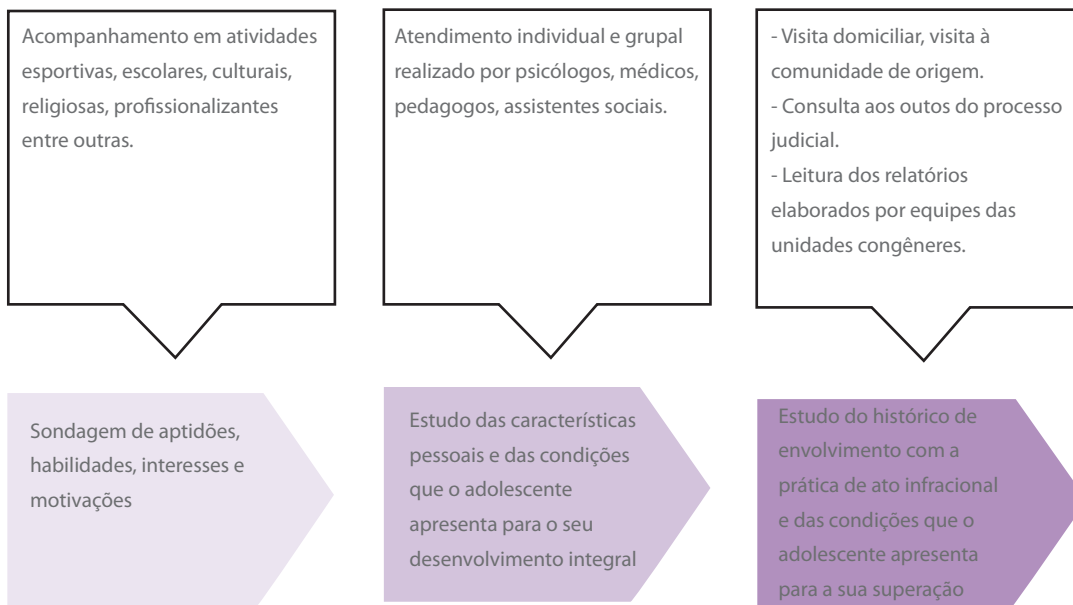 Acompanhamento em atividades
esportivas, escolares, culturais,
religiosas, profissionalizantes
entre outras.
Atendimento individual e grupal
realizado por psicólogos, médicos,
pedagogos, assistentes sociais.
- Visita domiciliar, visita à
comunidade de origem.
- Consulta aos outos do processo
judicial.
- Leitura dos relatórios
elaborados por equipes das
unidades congêneres.
Sondagem de aptidões,
habilidades, interesses e
motivações
Estudo das características
pessoais e das condições
que o adolescente
apresenta para o seu
desenvolvimento integral
Estudo do histórico de
envolvimento com a
prática de ato infracional
e das condições que o
adolescente apresenta
para a sua superação